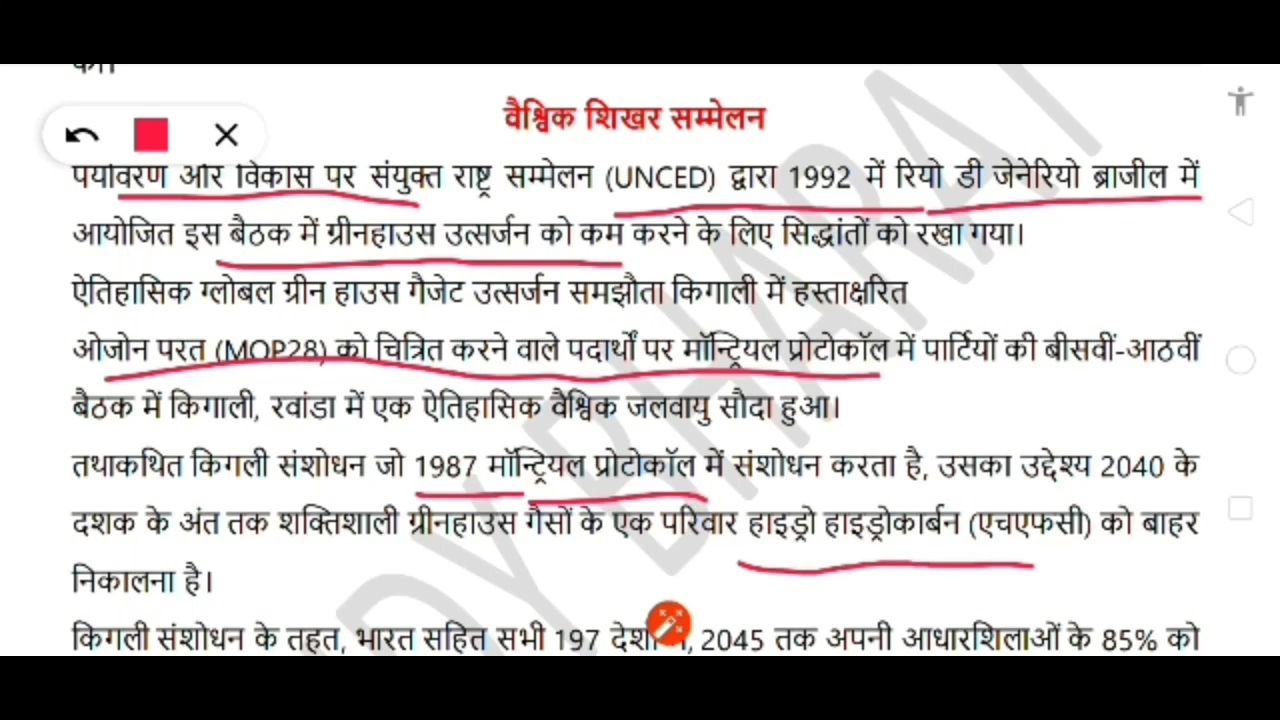 वैश्विक शिखर सम्मेलन
पर्यावरण और विकास पर संयुक्त राष्ट्र सम्मेलन (UNCED) द्वारा 1992 में रियो डी जेनेरियो ब्राजील में
आयोजित इस बैठक में ग्रीनहाउस उत्सर्जन को कम करने के लिए सिद्धांतों को रखा गया।
ऐतिहासिक ग्लोबल ग्रीन हाउस गैजेट उत्सर्जन समझौता किगाली में हस्ताक्षरित
ओजोन परत (MOP28) को चित्रित करने वाले पदार्थों पर मॉन्ट्रियल प्रोटोकॉल में पार्टियों की बीसवीं-आठवीं
बैठक में किगाली, रवांडा में एक ऐतिहासिक वैश्विक जलवायु सौदा हुआ।
तथाकथित किगली संशोधन जो 1987 मॉन्ट्रियल प्रोटोकॉल में संशोधन करता है, उसका उद्देश्य 2040 के
दशक के अंत तक शक्तिशाली ग्रीनहाउस गैसों के एक परिवार हाइड्रो हाइड्रोकार्बन (एचएफसी) को बाहर
निकालना है।
किगली संशोधन के तहत, भारत सहित सभी 197 , 2045 तक अपनी आधारशिलाओं के 85% को